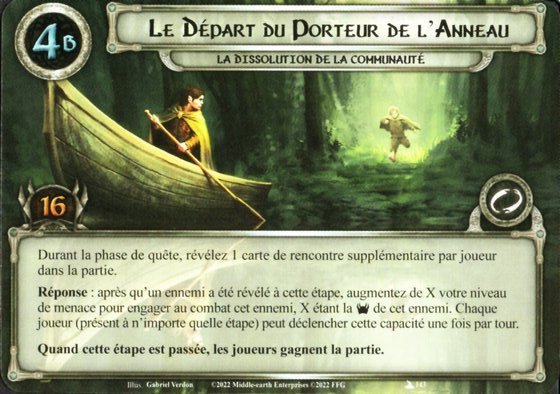 4B
LE DÉPART DU PORTEUR DE L'ANNEAU
LA DISSOLUTION DE LA COMMUNAUTÉ
16
Durant la phase de quête, révélez 1 carte de rencontre supplémentaire par joueur
dans la partie.
Réponse : après qu'un ennemi a été révélé à cette étape, augmentez de X votre niveau
de menace pour engager au combat cet ennemi, X étant la de cet ennemi. Chaque
joueur (présent à n'importe quelle étape) peut déclencher cette capacité une fois par tour.
Quand cette étape est passée, les joueurs gagnent la partie.
Illus. Gabriel Verdon ©2022 Middle-earth Enterprises ©2022 FFG 143